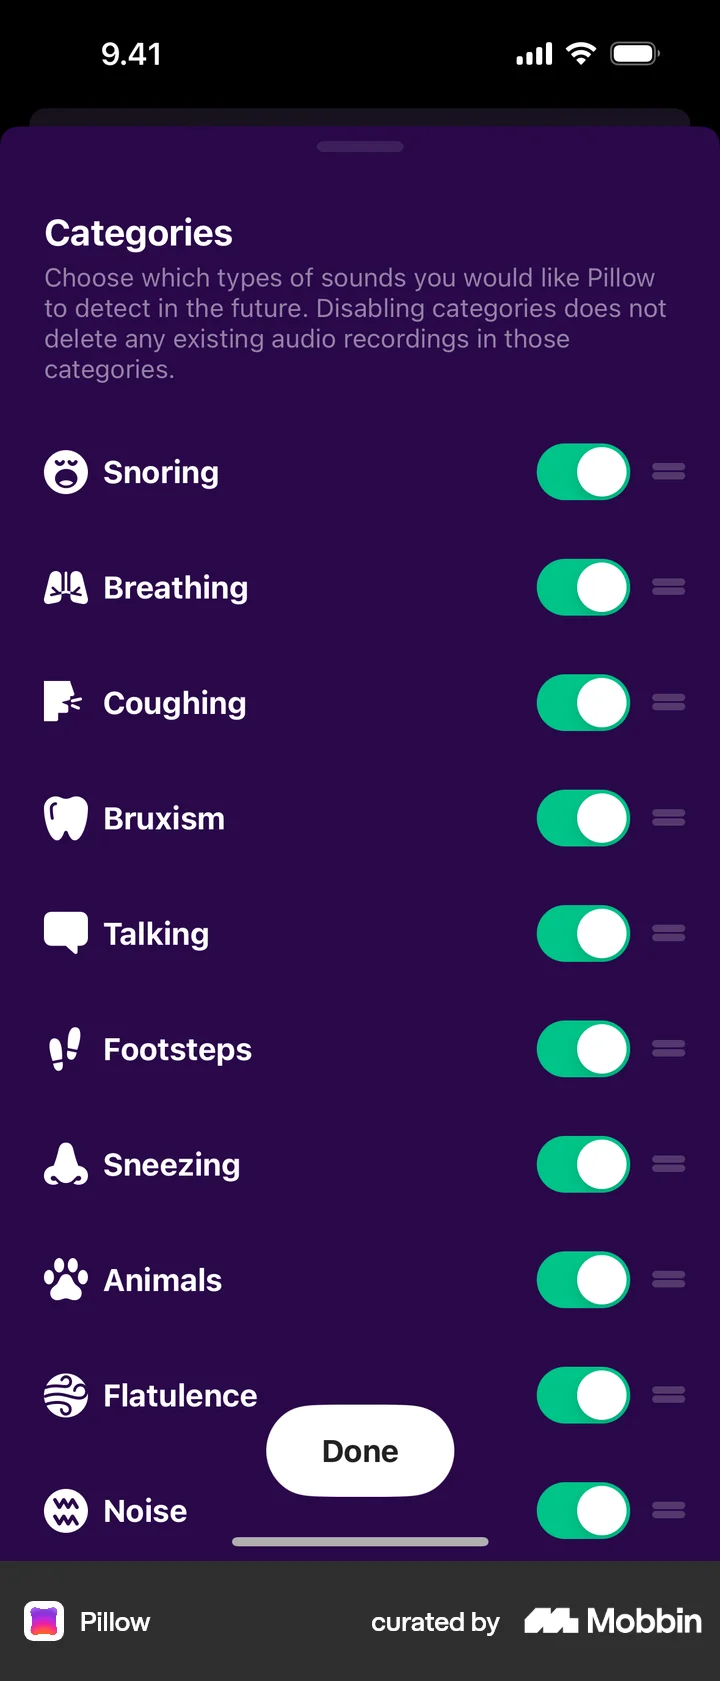 9.41
Categories
Choose which types of sounds you would like Pillow
to detect in the future. Disabling categories does not
delete any existing audio recordings in those
categories.
Snoring
Breathing
Coughing
Bruxism
Talking
Footsteps
Sneezing
Animals
Flatulence
Done
Noise
Pillow
curated by Mobbin